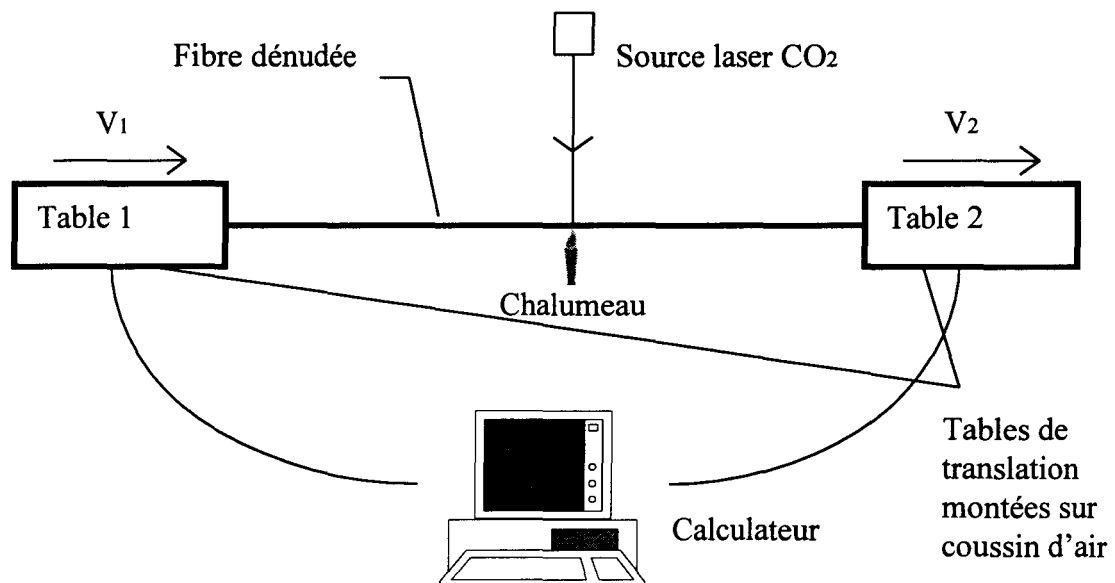 Fibre dénudée
Source laser CO2
V1
V2
Table 1
Table 2
Chalumeau
Calculateur
Tables de
translation
montées sur
coussin d'air